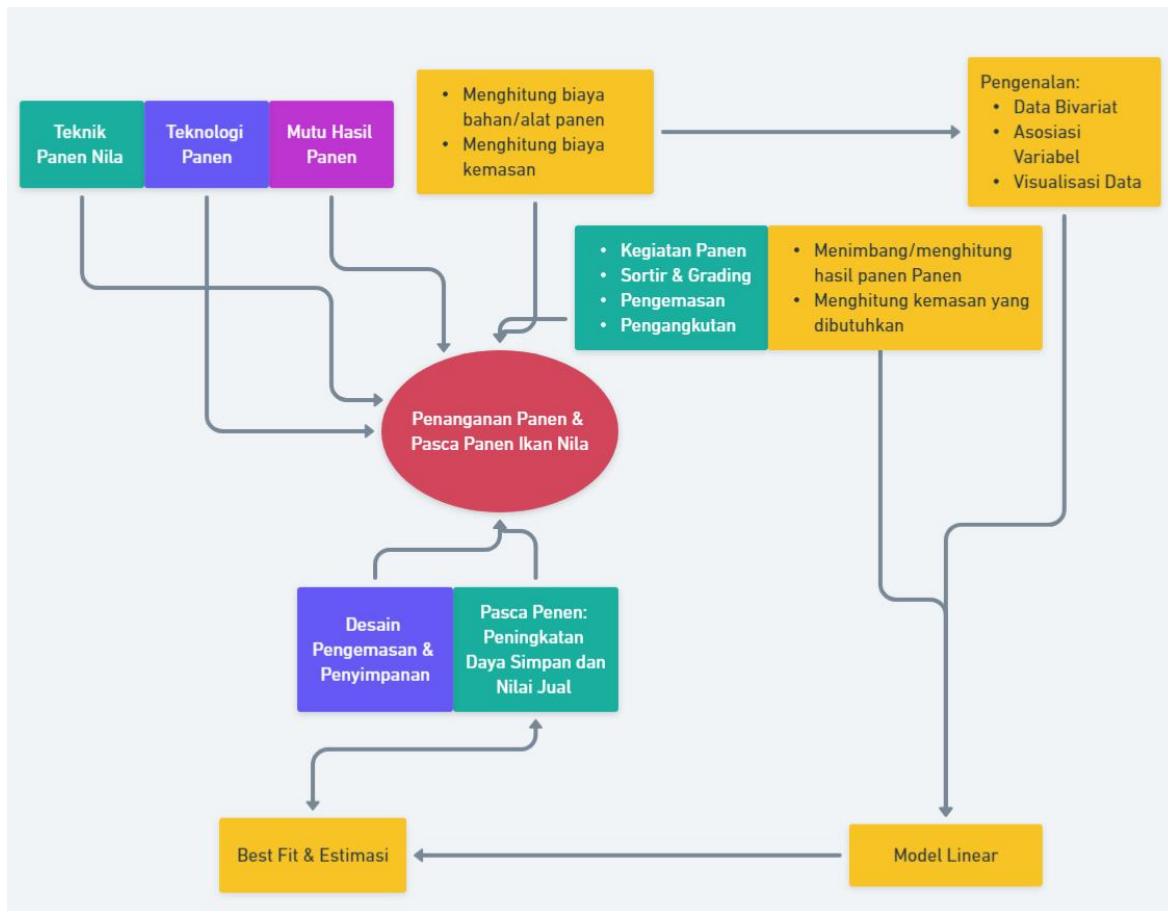 Teknik
Panen Nila
Teknologi
Panen
Mutu Hasil
Panen
• Menghitung biaya
bahan/alat panen
• Menghitung biaya
kemasan
Pengenalan:
• Data Bivariat
• Asosiasi
Variabel
• Visualisasi Data
• Kegiatan Panen
• Sortir & Grading
• Pengemasan
• Pengangkutan
• Menimbang/menghitung
hasil panen Panen
• Menghitung kemasan yang
dibutuhkan
Penanganan Panen &
Pasca Panen Ikan Nila
Desain
Pengemasan &
Penyimpanan
Pasca Penen:
Peningkatan
Daya Simpan dan
Nilai Jual
Best Fit & Estimasi
Model Linear